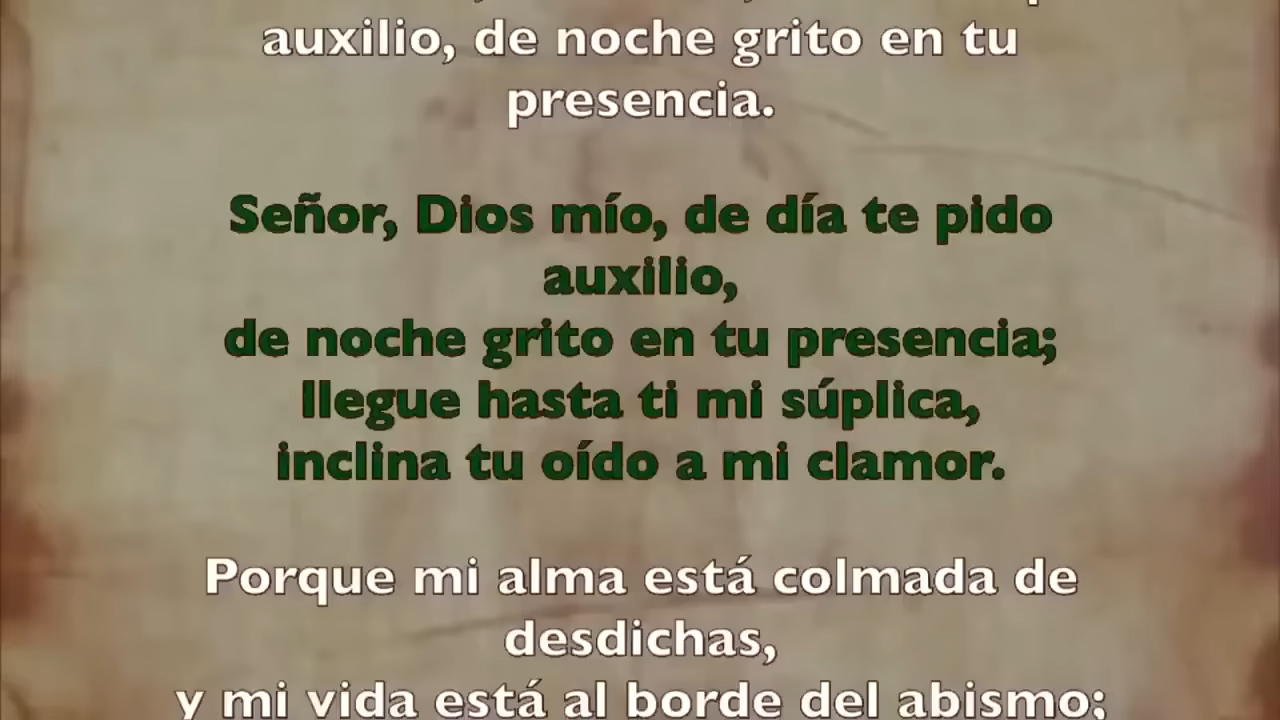 auxilio, de noche grito en tu
presencia.
Señor, Dios mío, de día te pido
auxilio,
de noche grito en tu presencia;
llegue hasta ti mi súplica,
inclina tu oído a mi clamor.
Porque mi alma está colmada de
desdichas,
y mi vida está al borde del abismo;